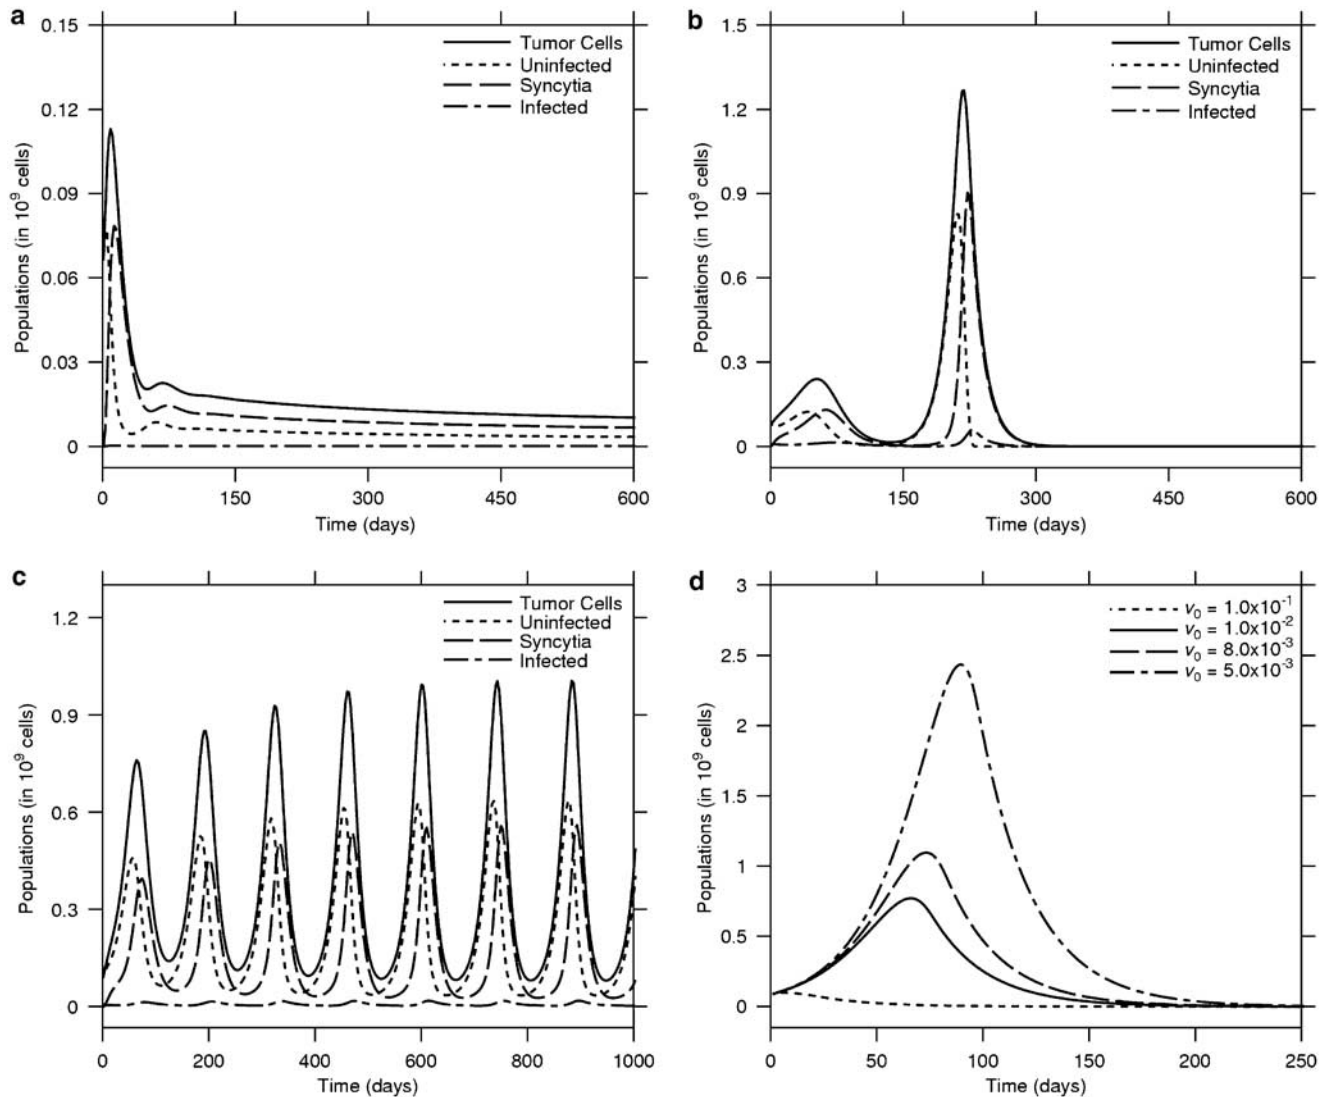 a
0.15
0.12
0.09
0.06
0.03
0
Populations (in 10⁹ cells)
Tumor Cells
Uninfected
Syncytia
Infected
0 150 300 450 600
Time (days)
b
1.5
1.2
0.9
0.6
0.3
0
Populations (in 10⁹ cells)
Tumor Cells
Uninfected
Syncytia
Infected
0 150 300 450 600
Time (days)
c
1.2
0.9
0.6
0.3
0
Populations (in 10⁹ cells)
Tumor Cells
Uninfected
Syncytia
Infected
0 200 400 600 800 1000
Time (days)
d
3
2.5
2
1.5
1
0.5
0
Populations (in 10⁹ cells)
v₀ = 1.0x10⁻¹
v₀ = 1.0x10⁻²
v₀ = 8.0x10⁻³
v₀ = 5.0x10⁻³
0 50 100 150 200 250
Time (days)